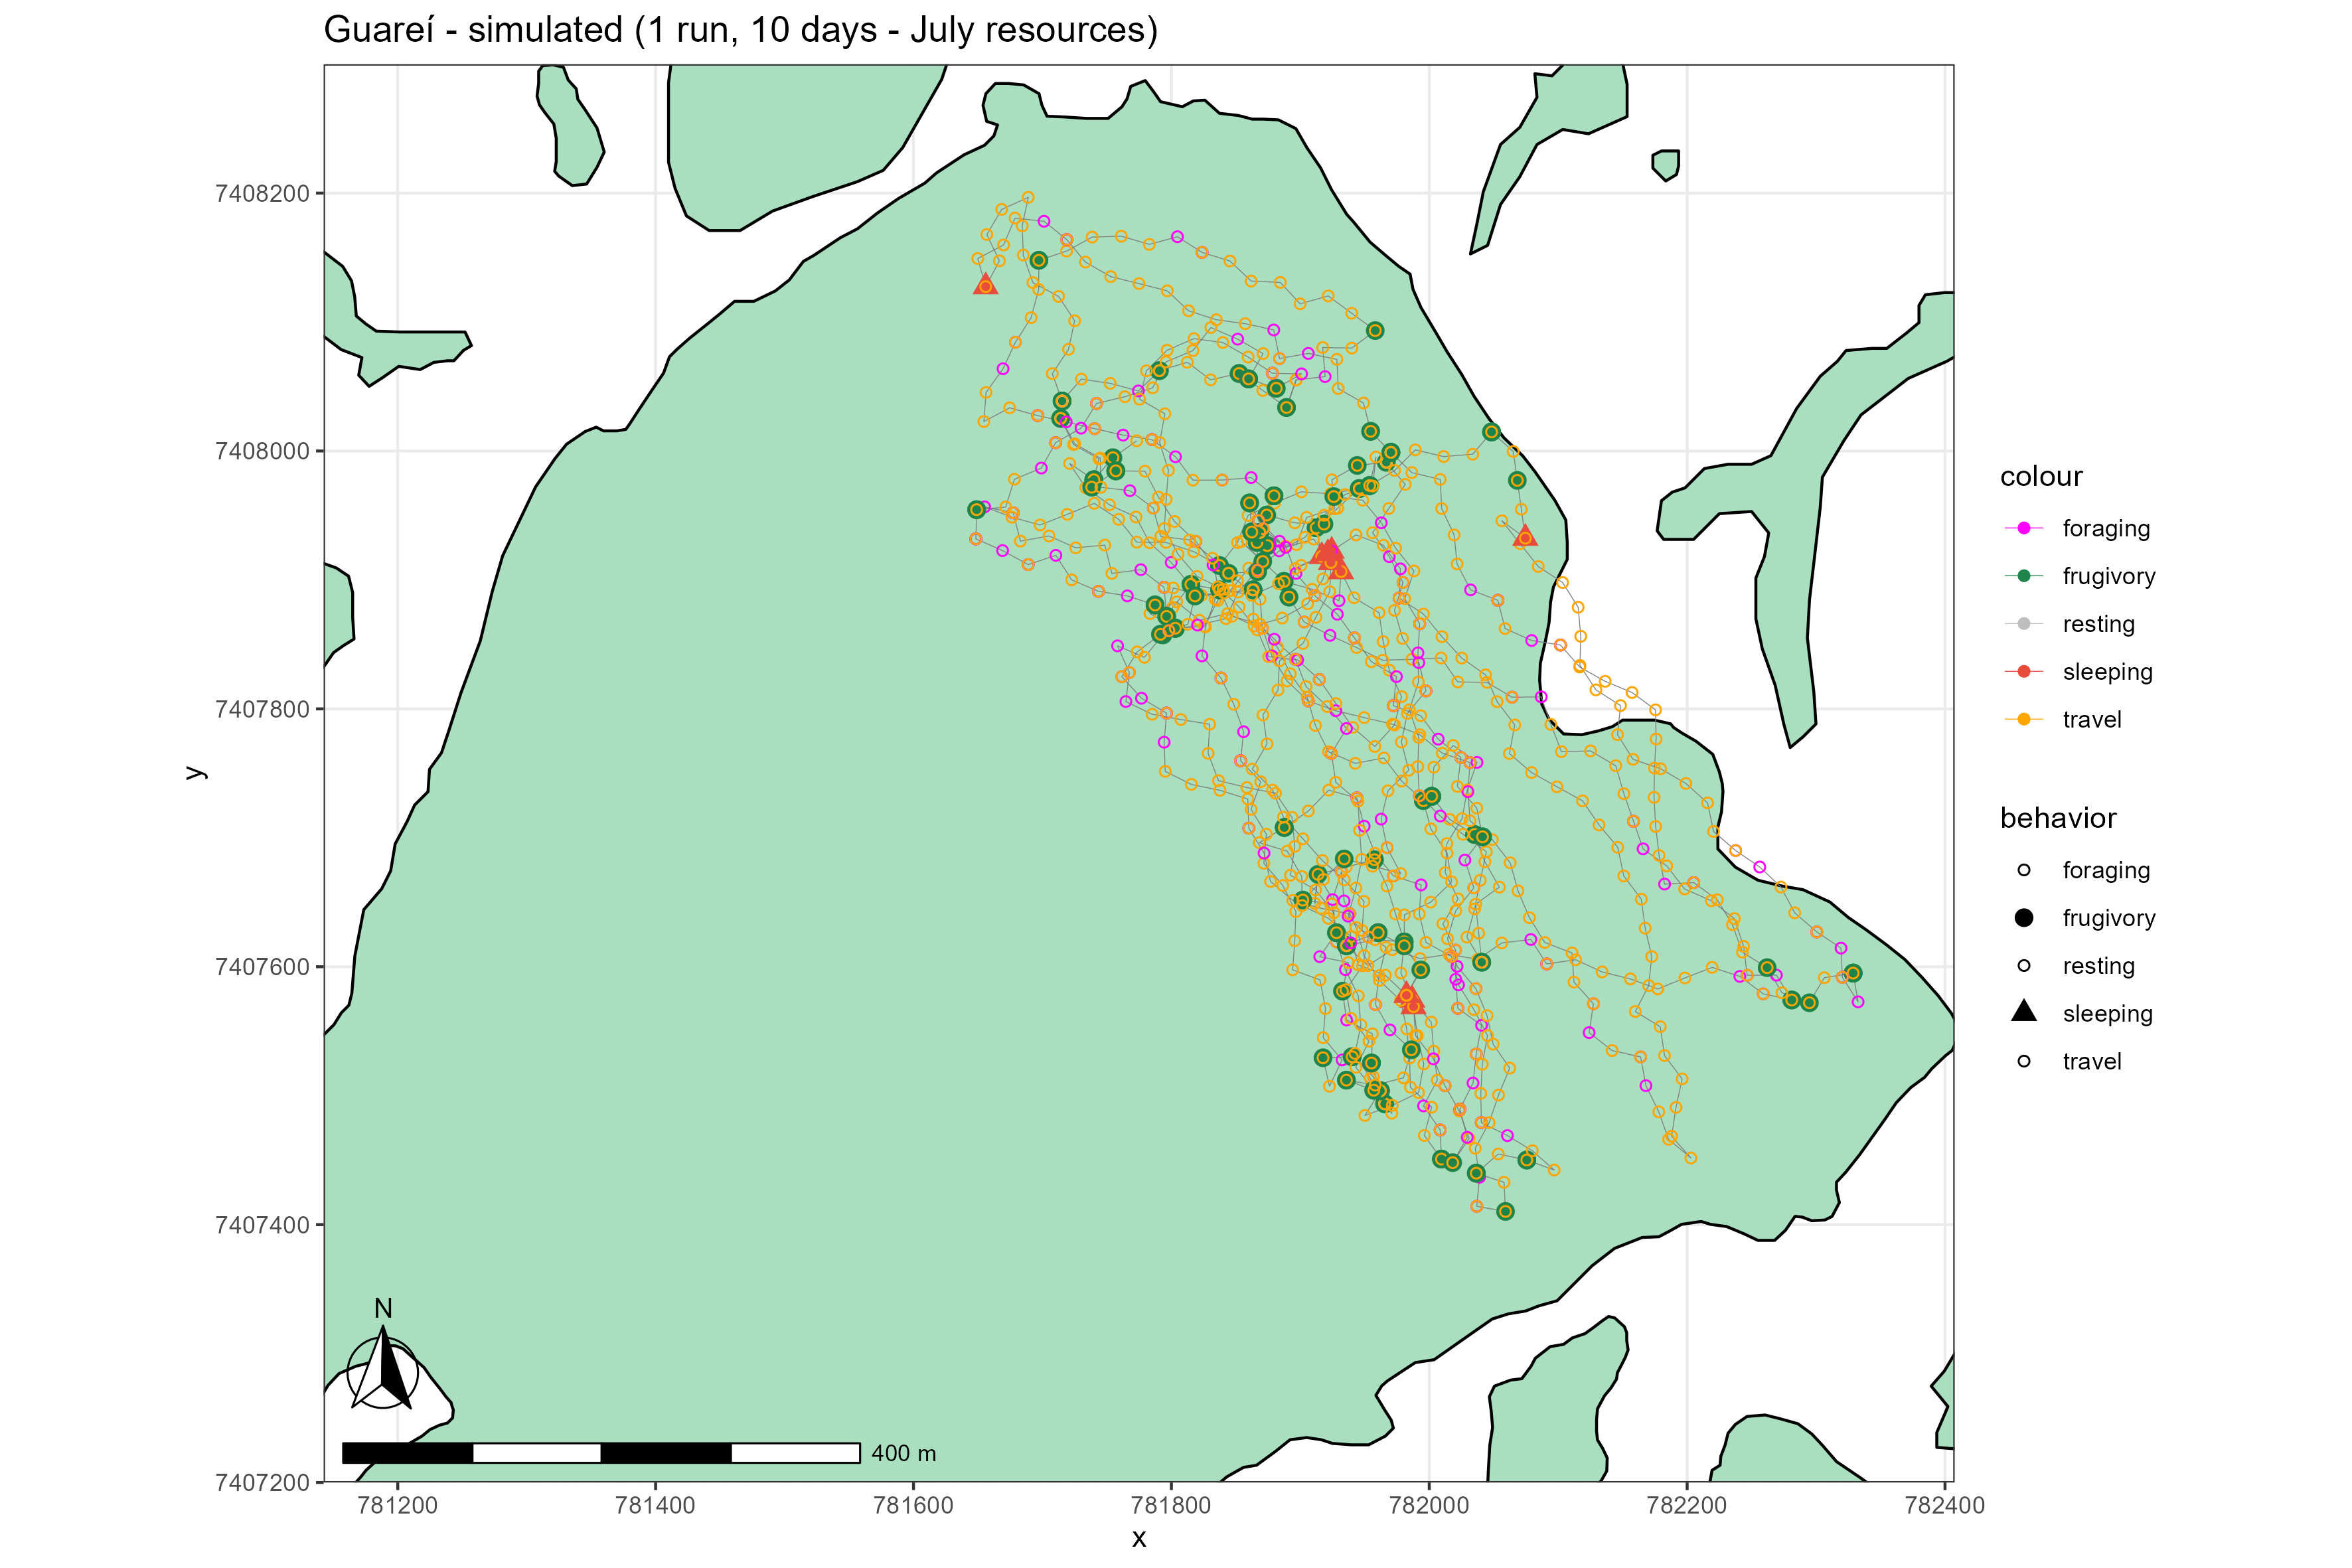 Guareí - simulated (1 run, 10 days - July resources)
7408200
7408000
7407800
7407600
7407400
7407200
y
N
400 m
781200
781400
781600
781800
782000
782200
782400
x
colour
foraging
frugivory
resting
sleeping
travel
behavior
foraging
frugivory
resting
sleeping
travel